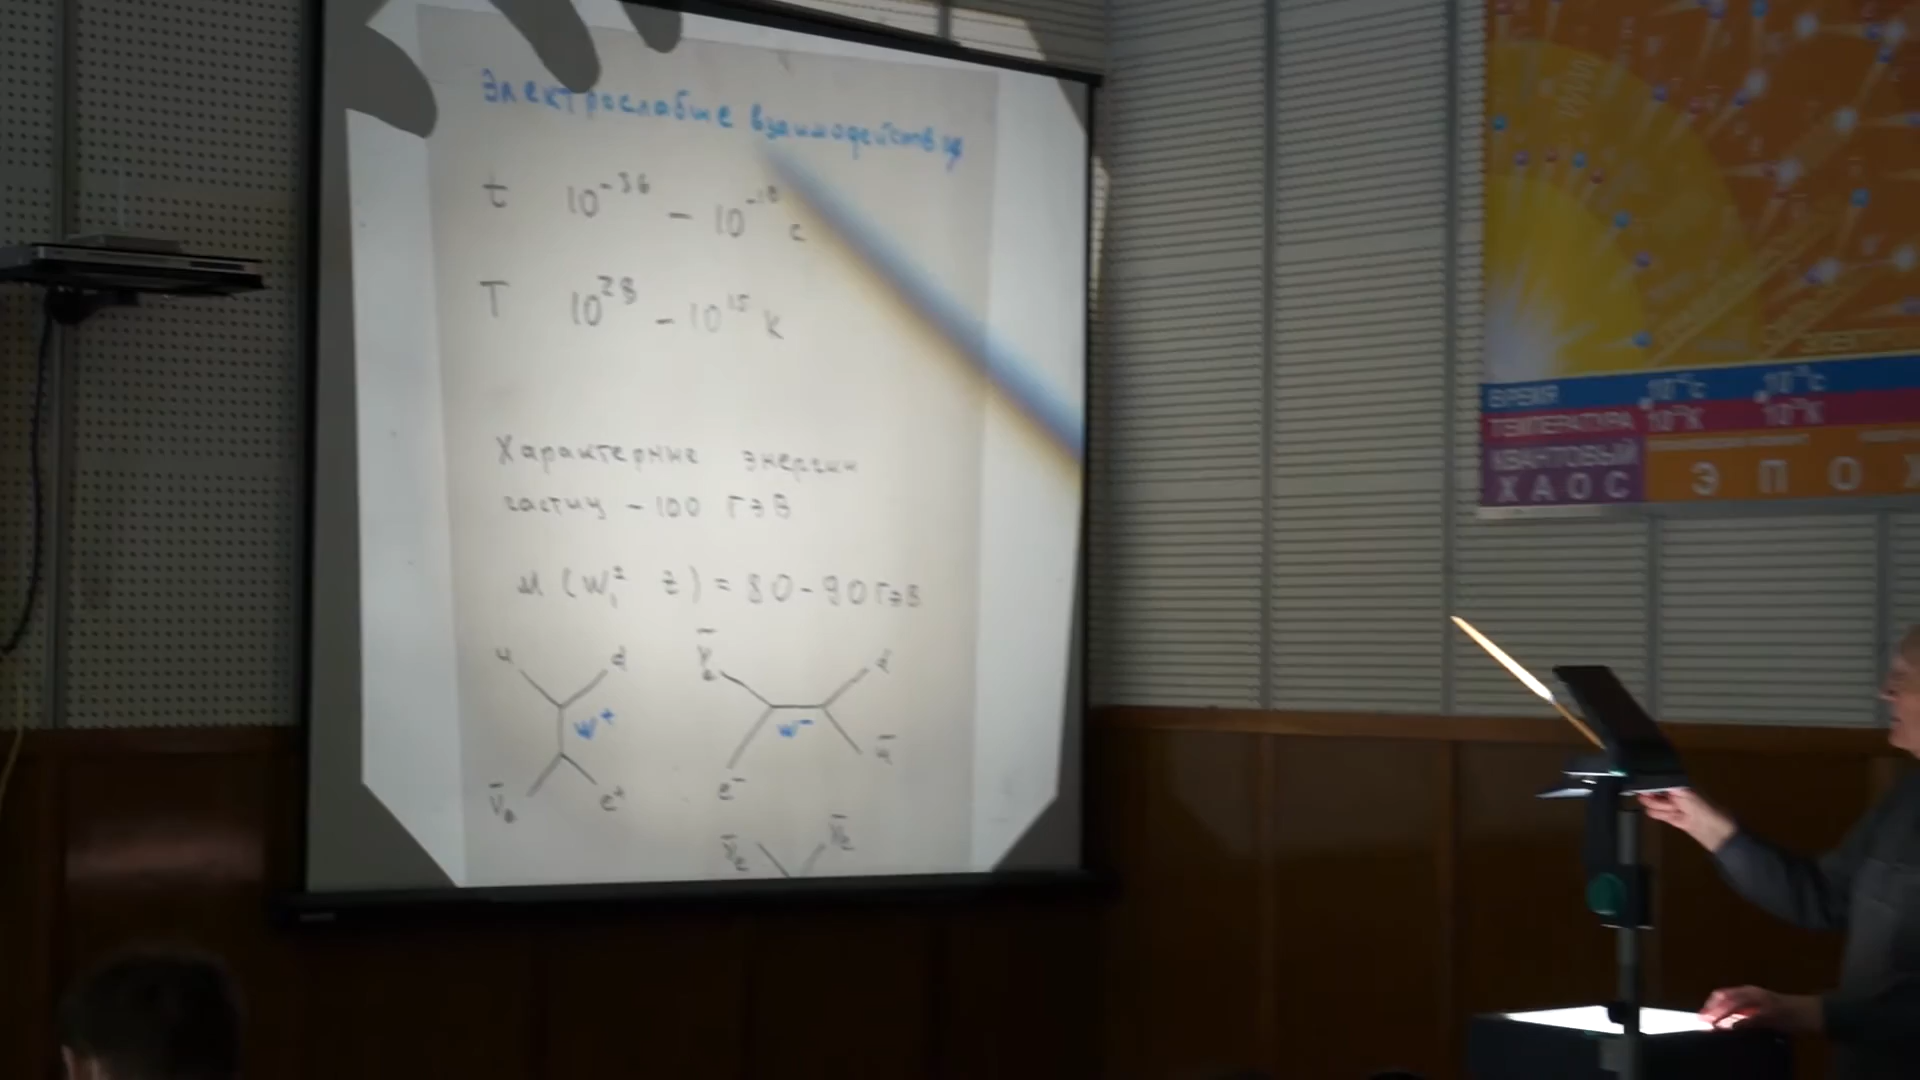 Электрослабые взаимодействия
t 10⁻³⁶ – 10⁻¹⁰ с
T 10²⁸ – 10¹⁵ K
Характерные энергии
частиц – 100 ГэВ
M (W±, Z) = 80 – 90 ГэВ
u d ν̄e d
W⁺ W⁻
ν̄e e⁺ e⁻ ū
ν̄e ν̄e
ВРЕМЯ
ТЕМПЕРАТУРА
КВАНТОВЫЙ
ХАОС
ЭПОХ